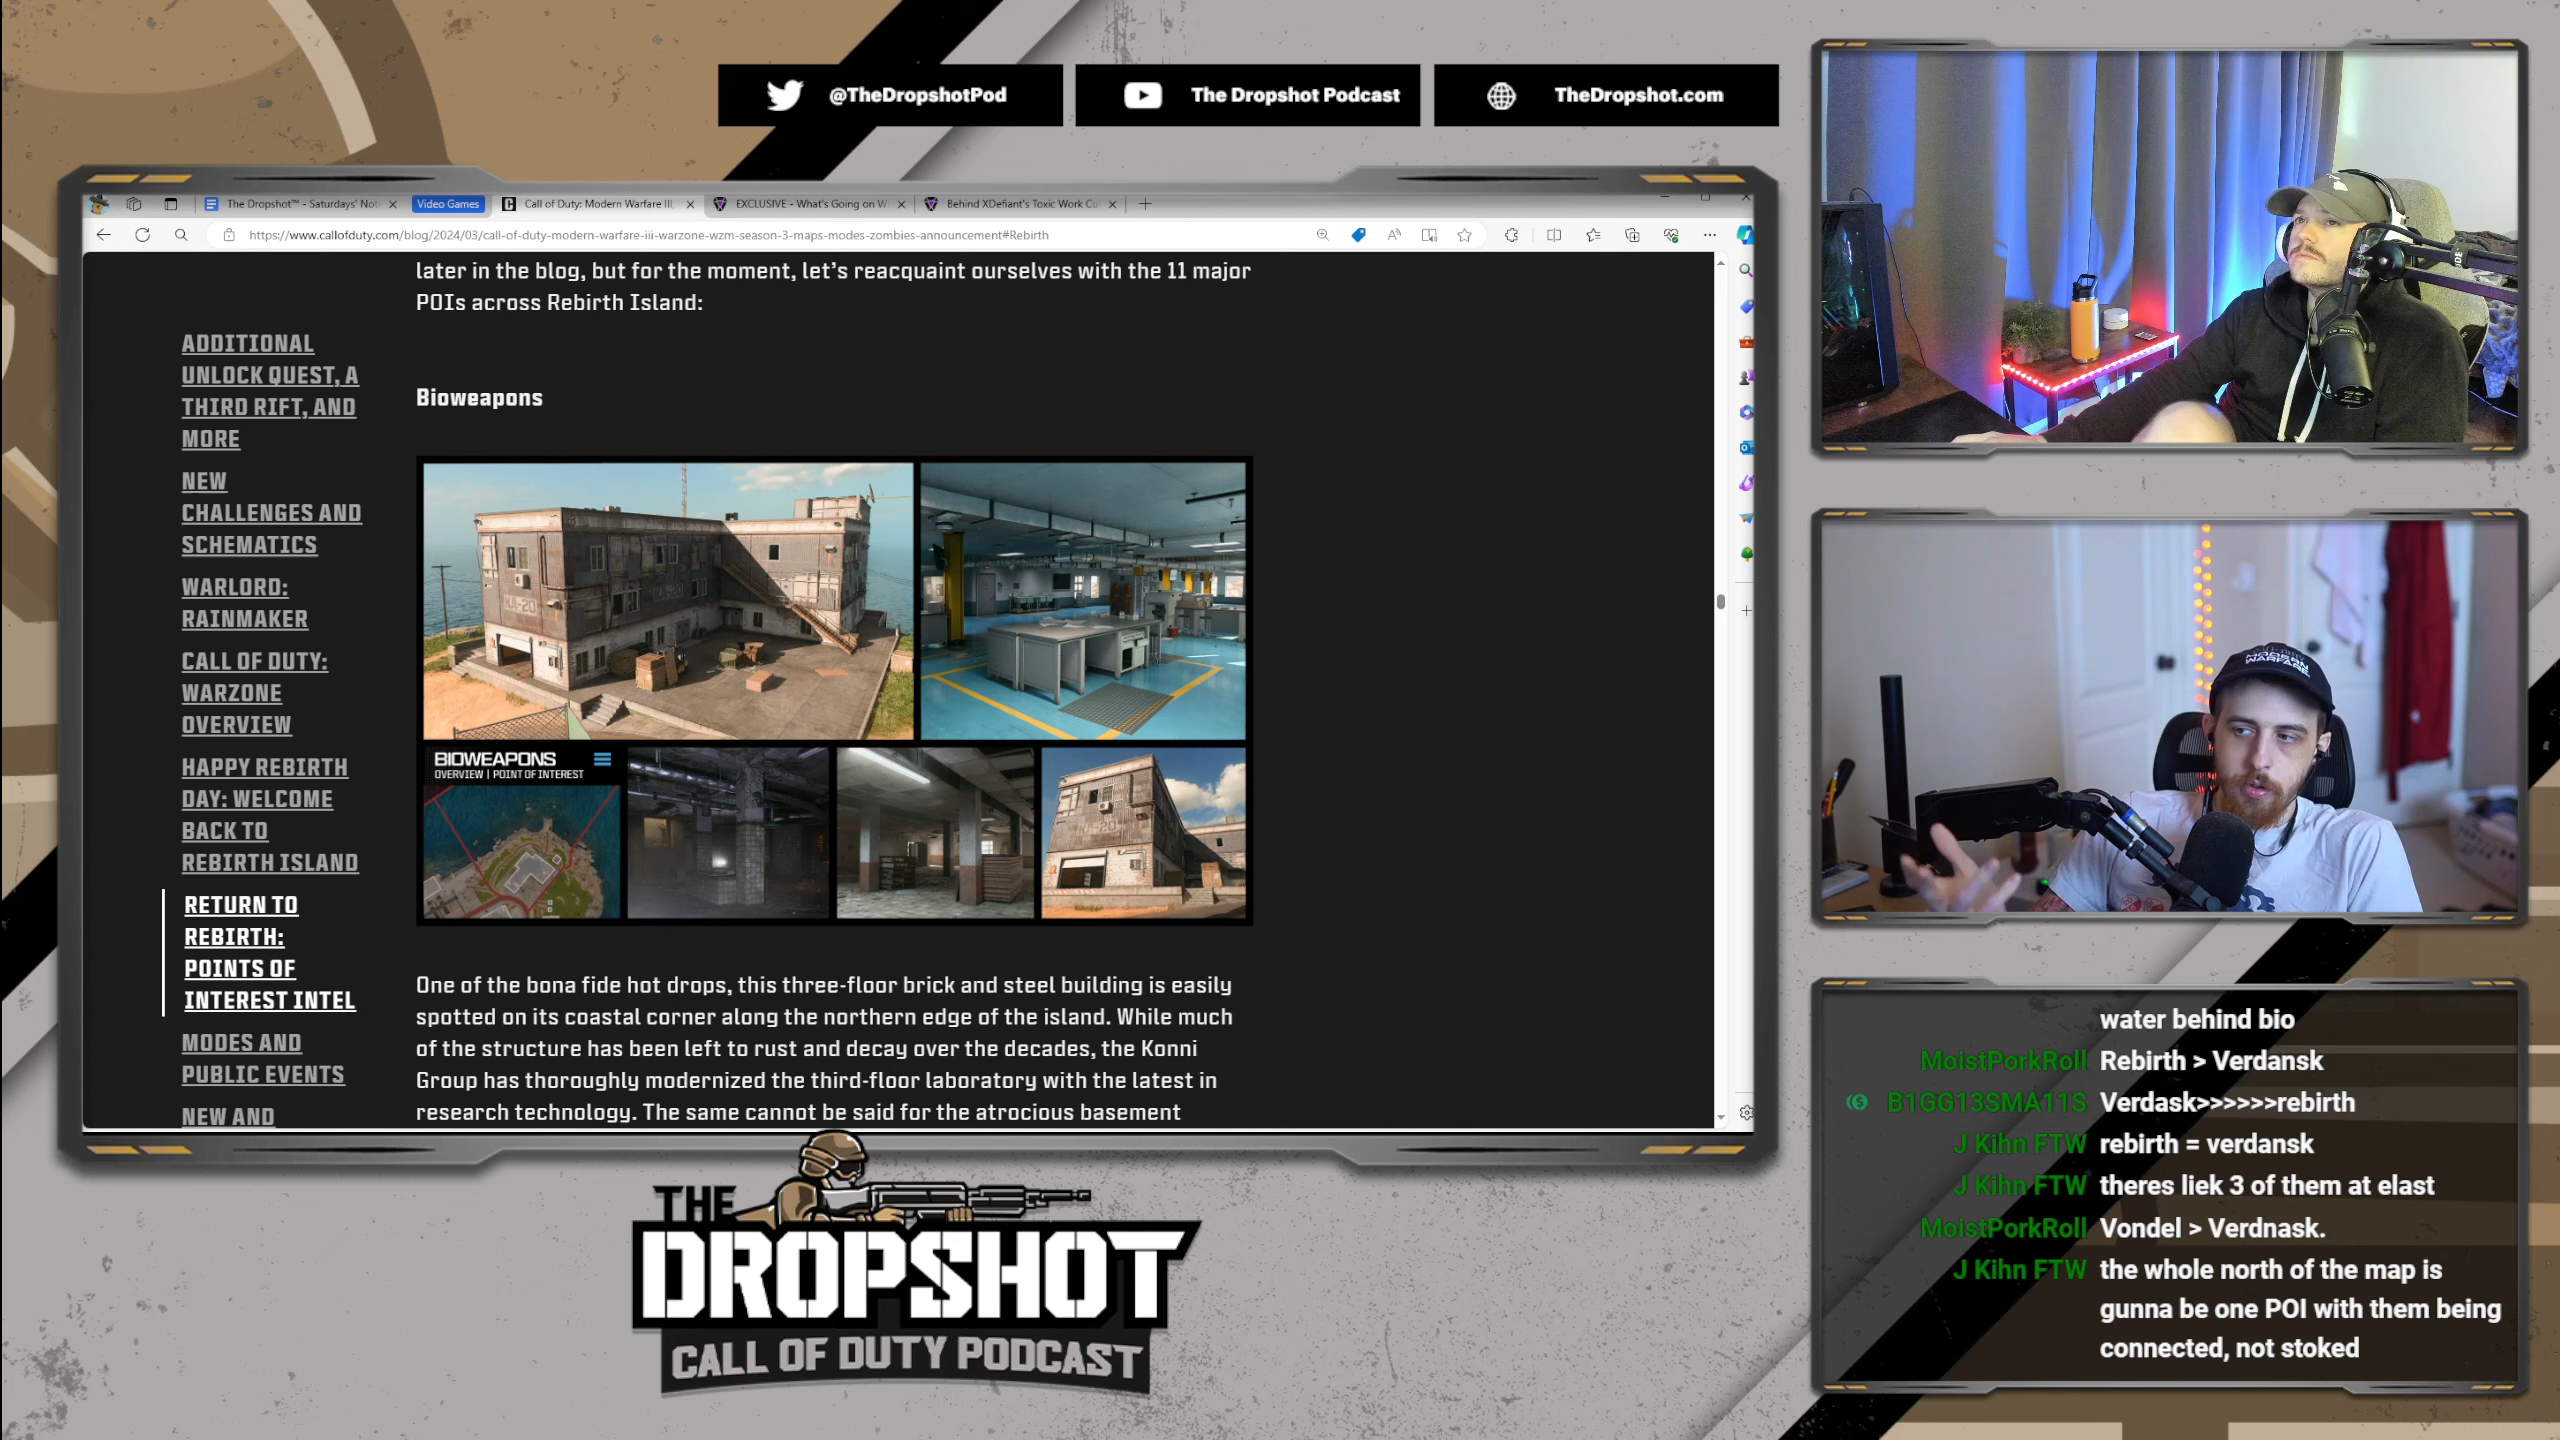 @TheDropshotPod
The Dropshot Podcast
TheDropshot.com
The Dropshot™ - Saturdays' Not
Video Games
Call of Duty: Modern Warfare III,
EXCLUSIVE - What's Going on W
Behind XDefiant's Toxic Work Cu
https://www.callofduty.com/blog/2024/03/call-of-duty-modern-warfare-iii-warzone-wzm-season-3-maps-modes-zombies-announcement#Rebirth
ADDITIONAL
UNLOCK QUEST, A
THIRD RIFT, AND
MORE
NEW
CHALLENGES AND
SCHEMATICS
WARLORD:
RAINMAKER
CALL OF DUTY:
WARZONE
OVERVIEW
HAPPY REBIRTH
DAY: WELCOME
BACK TO
REBIRTH ISLAND
RETURN TO
REBIRTH:
POINTS OF
INTEREST INTEL
MODES AND
PUBLIC EVENTS
NEW AND
later in the blog, but for the moment, let's reacquaint ourselves with the 11 major
POIs across Rebirth Island:
Bioweapons
BIOWEAPONS
OVERVIEW | POINT OF INTEREST
One of the bona fide hot drops, this three-floor brick and steel building is easily
spotted on its coastal corner along the northern edge of the island. While much
of the structure has been left to rust and decay over the decades, the Konni
Group has thoroughly modernized the third-floor laboratory with the latest in
research technology. The same cannot be said for the atrocious basement
MODERN
WARFARE
water behind bio
MoistPorkRoll Rebirth > Verdansk
B1GG13SMA11S Verdask>>>>>>rebirth
J Kihn FTW rebirth = verdansk
J Kihn FTW theres liek 3 of them at elast
MoistPorkRoll Vondel > Verdnask.
J Kihn FTW the whole north of the map is
gunna be one POI with them being
connected, not stoked
THE
DROPSHOT
CALL OF DUTY PODCAST